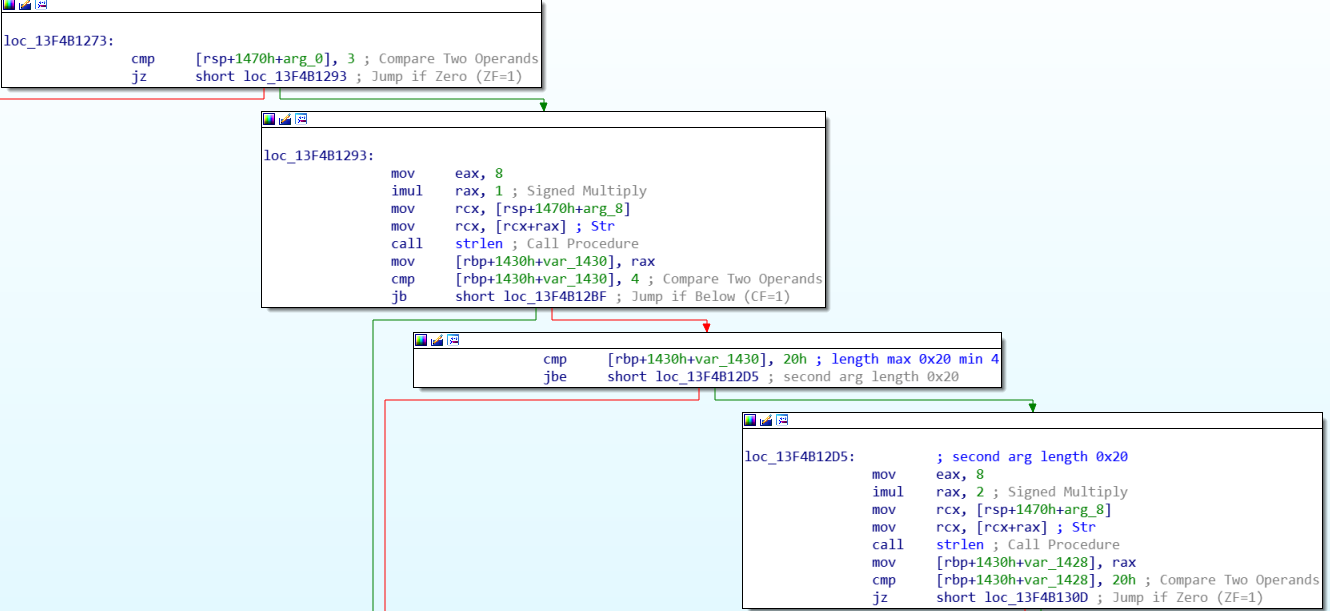 loc_13F4B1273:
cmp [rsp+1470h+arg_0], 3 ; Compare Two Operands
jz short loc_13F4B1293 ; Jump if Zero (ZF=1)
loc_13F4B1293:
mov eax, 8
imul rax, 1 ; Signed Multiply
mov rcx, [rsp+1470h+arg_8]
mov rcx, [rcx+rax] ; Str
call strlen ; Call Procedure
mov [rbp+1430h+var_1430], rax
cmp [rbp+1430h+var_1430], 4 ; Compare Two Operands
jb short loc_13F4B12BF ; Jump if Below (CF=1)
cmp [rbp+1430h+var_1430], 20h ; length max 0x20 min 4
jbe short loc_13F4B12D5 ; second arg length 0x20
loc_13F4B12D5: ; second arg length 0x20
mov eax, 8
imul rax, 2 ; Signed Multiply
mov rcx, [rsp+1470h+arg_8]
mov rcx, [rcx+rax] ; Str
call strlen ; Call Procedure
mov [rbp+1430h+var_1428], rax
cmp [rbp+1430h+var_1428], 20h ; Compare Two Operands
jz short loc_13F4B130D ; Jump if Zero (ZF=1)